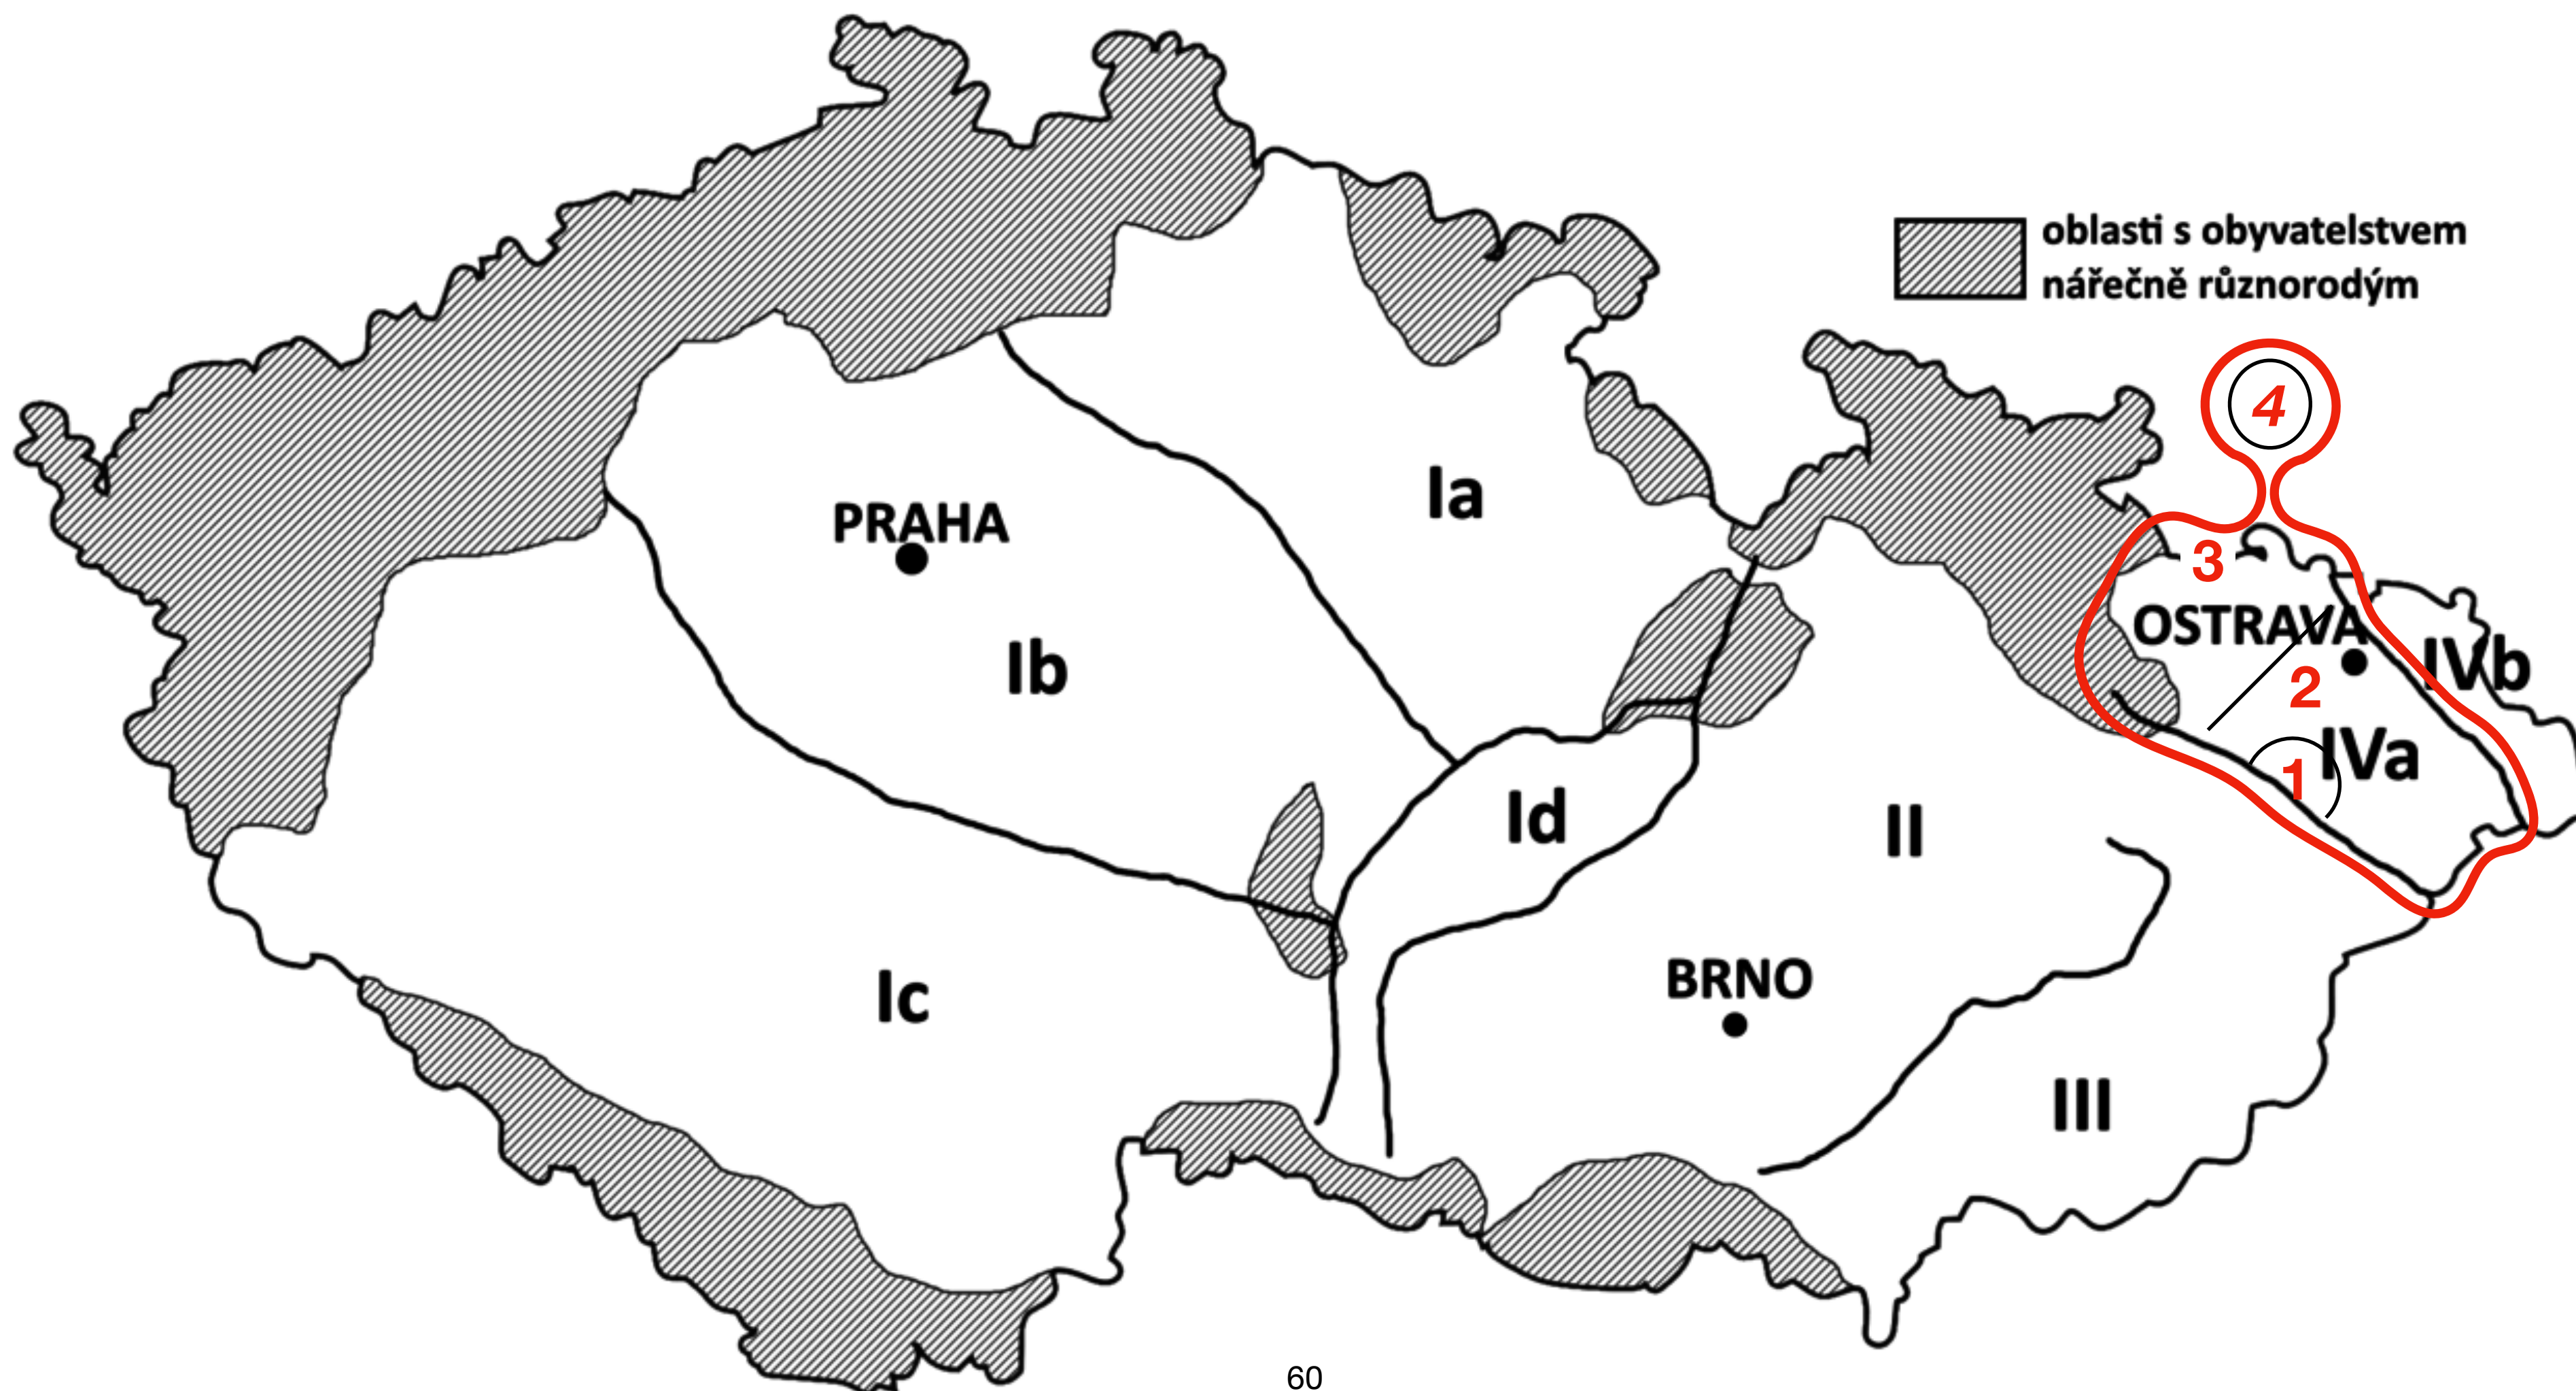 oblasti s obyvatelstvem
nářečně různorodým
4
Ia
PRAHA
3
OSTRAVA
Ib
IVb
2
IVa
1
Id
II
BRNO
Ic
III
60